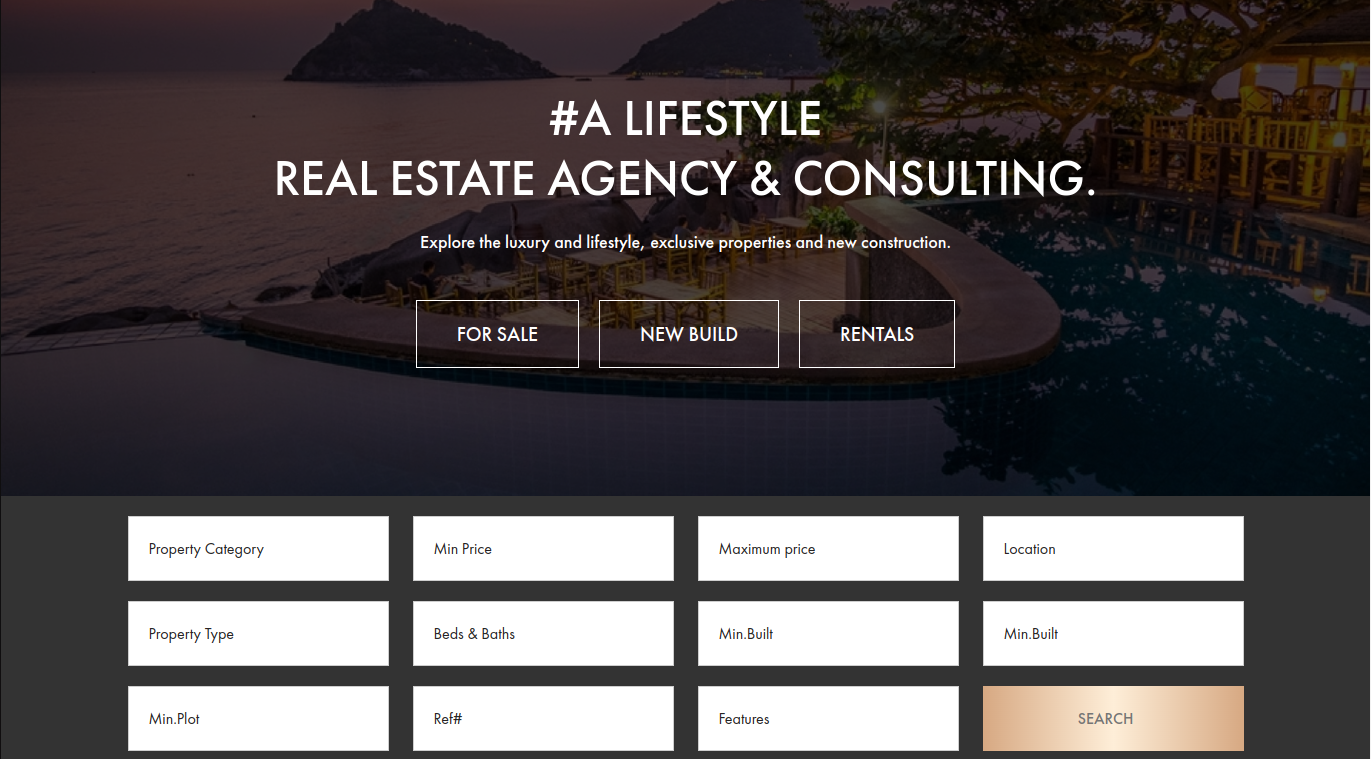 #A LIFESTYLE
REAL ESTATE AGENCY & CONSULTING.
Explore the luxury and lifestyle, exclusive properties and new construction.
FOR SALE NEW BUILD RENTALS
Property Category Min Price Maximum price Location
Property Type Beds & Baths Min.Built Min.Built
Min.Plot Ref# Features SEARCH